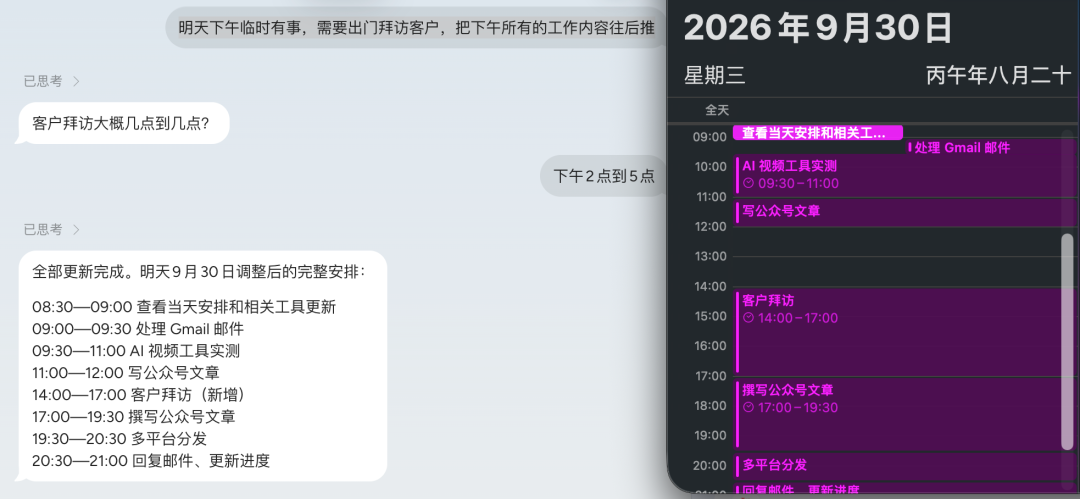 明天下午临时有事，需要出门拜访客户，把下午所有的工作内容往后推
已思考
客户拜访大概几点到几点？
下午2点到5点
已思考
全部更新完成。明天9月30日调整后的完整安排：
08:30—09:00 查看当天安排和相关工具更新
09:00—09:30 处理 Gmail 邮件
09:30—11:00 AI 视频工具实测
11:00—12:00 写公众号文章
14:00—17:00 客户拜访（新增）
17:00—19:30 撰写公众号文章
19:30—20:30 多平台分发
20:30—21:00 回复邮件、更新进度
2026年9月30日
星期三
丙午年八月二十
全天
09:00
查看当天安排和相关工…
处理 Gmail 邮件
10:00
AI 视频工具实测
09:30 – 11:00
11:00
写公众号文章
12:00
13:00
14:00
客户拜访
15:00
14:00 – 17:00
16:00
17:00
撰写公众号文章
18:00
17:00 – 19:30
19:00
20:00
多平台分发
21:00
回复邮件、更新进度